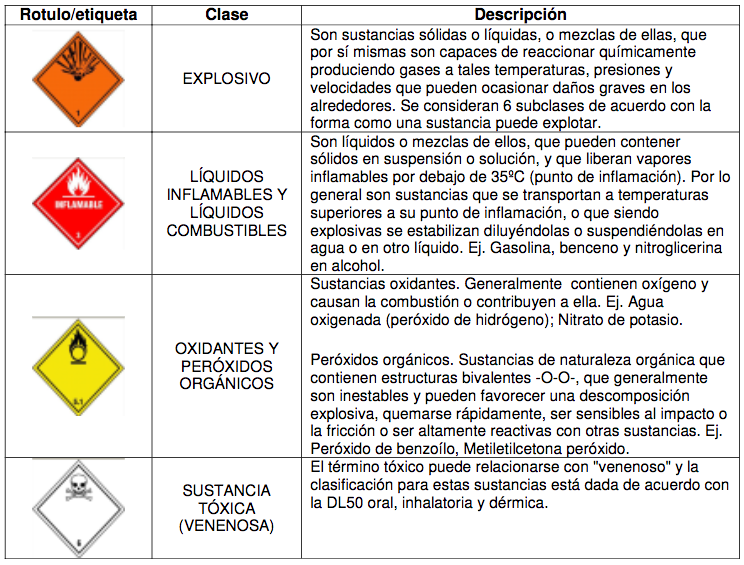 Rotulo/etiqueta Clase Descripción
1
EXPLOSIVO
Son sustancias sólidas o líquidas, o mezclas de ellas, que
por sí mismas son capaces de reaccionar químicamente
produciendo gases a tales temperaturas, presiones y
velocidades que pueden ocasionar daños graves en los
alrededores. Se consideran 6 subclases de acuerdo con la
forma como una sustancia puede explotar.
INFLAMABLE
3
LÍQUIDOS
INFLAMABLES Y
LÍQUIDOS
COMBUSTIBLES
Son líquidos o mezclas de ellos, que pueden contener
sólidos en suspensión o solución, y que liberan vapores
inflamables por debajo de 35ºC (punto de inflamación). Por lo
general son sustancias que se transportan a temperaturas
superiores a su punto de inflamación, o que siendo
explosivas se estabilizan diluyéndolas o suspendiéndolas en
agua o en otro líquido. Ej. Gasolina, benceno y nitroglicerina
en alcohol.
5.1
OXIDANTES Y
PERÓXIDOS
ORGÁNICOS
Sustancias oxidantes. Generalmente contienen oxígeno y
causan la combustión o contribuyen a ella. Ej. Agua
oxigenada (peróxido de hidrógeno); Nitrato de potasio.
Peróxidos orgánicos. Sustancias de naturaleza orgánica que
contienen estructuras bivalentes -O-O-, que generalmente
son inestables y pueden favorecer una descomposición
explosiva, quemarse rápidamente, ser sensibles al impacto o
la fricción o ser altamente reactivas con otras sustancias. Ej.
Peróxido de benzoílo, Metiletilcetona peróxido.
6
SUSTANCIA
TÓXICA
(VENENOSA)
El término tóxico puede relacionarse con "venenoso" y la
clasificación para estas sustancias está dada de acuerdo con
la DL50 oral, inhalatoria y dérmica.